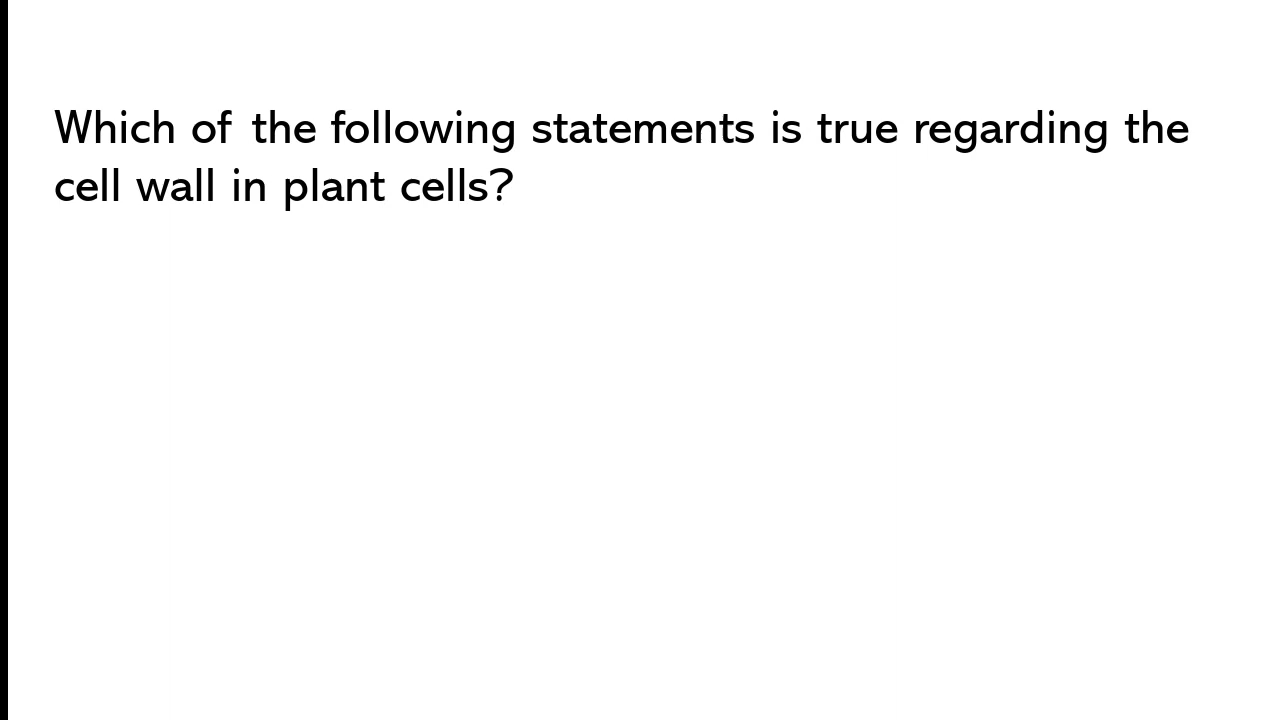 Which of the following statements is true regarding the
cell wall in plant cells?